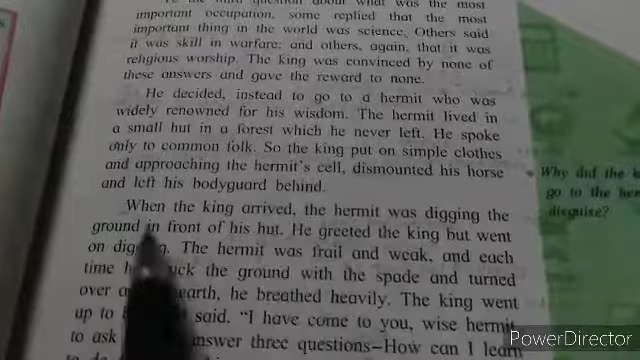 the third question about what was the most
important occupation, some replied that the most
important thing in the world was science. Others said
it was skill in warfare; and others, again, that it was
religious worship. The king was convinced by none of
these answers and gave the reward to none.
He decided, instead to go to a hermit who was
widely renowned for his wisdom. The hermit lived in
a small hut in a forest which he never left. He spoke
only to common folk. So the king put on simple clothes
and approaching the hermit's cell, dismounted his horse
and left his bodyguard behind.
When the king arrived, the hermit was digging the
ground in front of his hut. He greeted the king but went
on The hermit was frail and weak, and each
time the ground with the spade and turned
over earth, he breathed heavily. The king went
up to said. "I have come to you, wise hermit
to ask answer three questions—How can I learn
Why did the
go to the
disguise?
PowerDirector